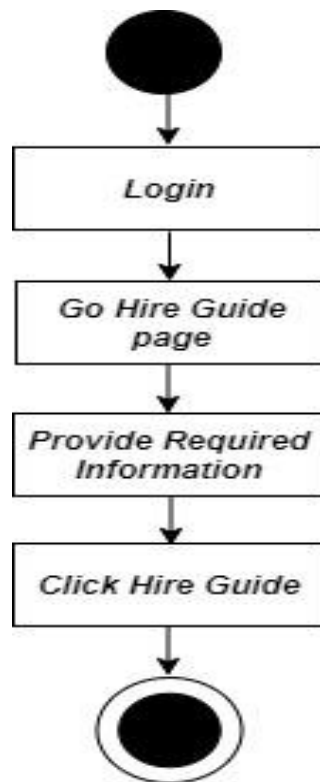 Login
Go Hire Guide
page
Provide Required
Information
Click Hire Guide